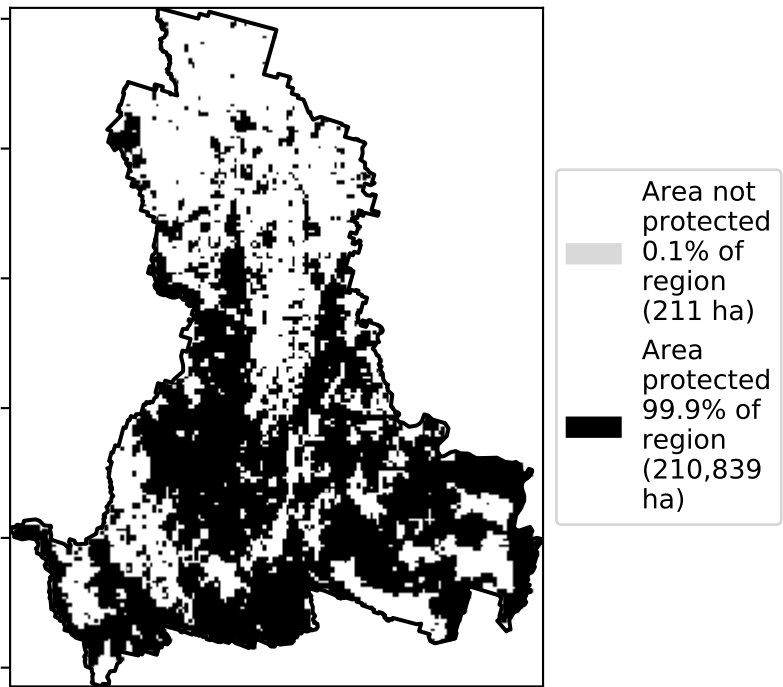 Area not
protected
0.1% of
region
(211 ha)
Area
protected
99.9% of
region
(210,839
ha)